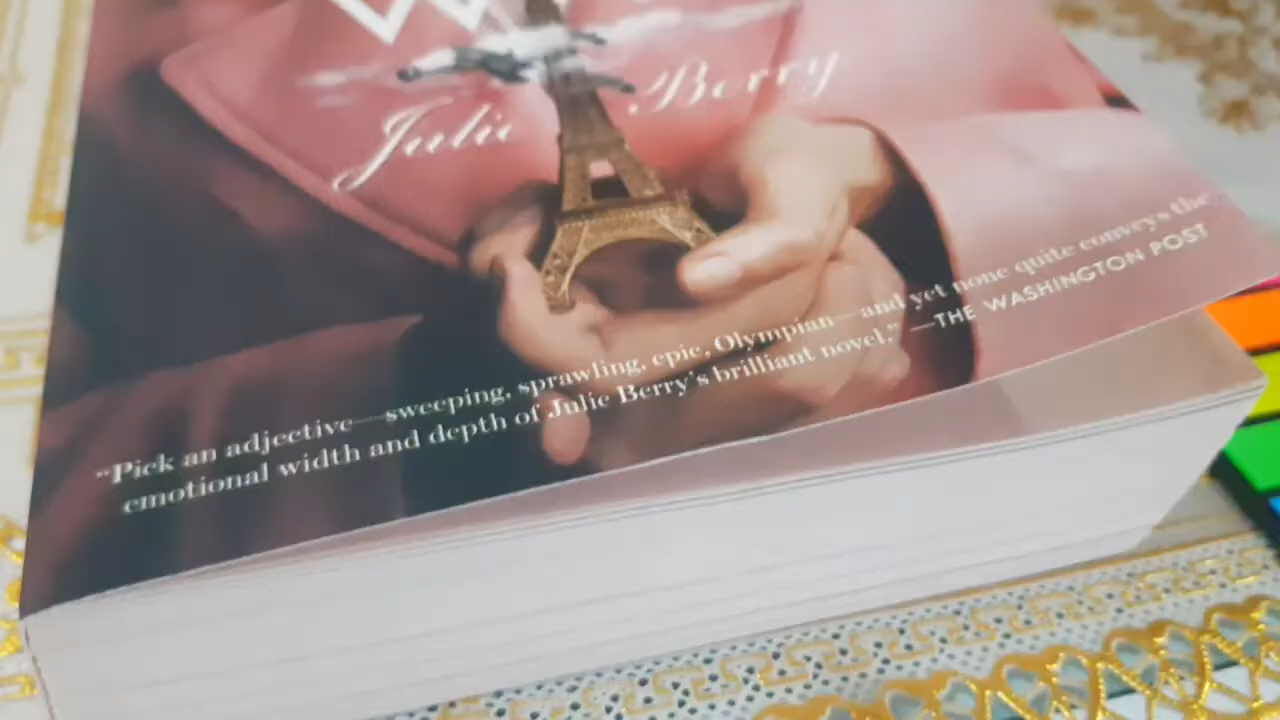 Julie Berry
“Pick an adjective—sweeping, sprawling, epic, Olympian—and yet none quite conveys the
emotional width and depth of Julie Berry’s brilliant novel.” —THE WASHINGTON POST